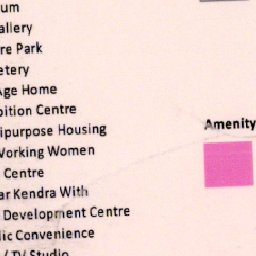 um
allery
re Park
etery
Age Home
bition Centre
ipurpose Housing
Working Women
Centre
ar Kendra With
Development Centre
lic Convenience
/ TV Studio
Amenity